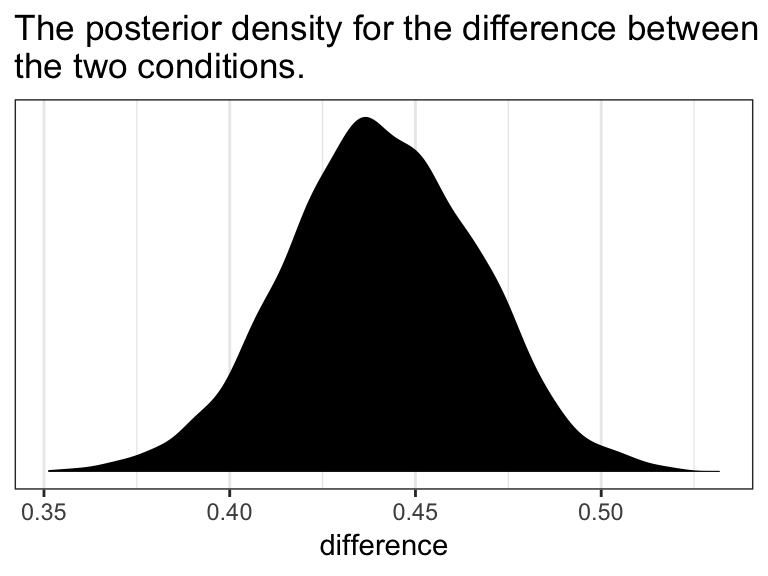 The posterior density for the difference between
the two conditions.
0.35 0.40 0.45 0.50
difference